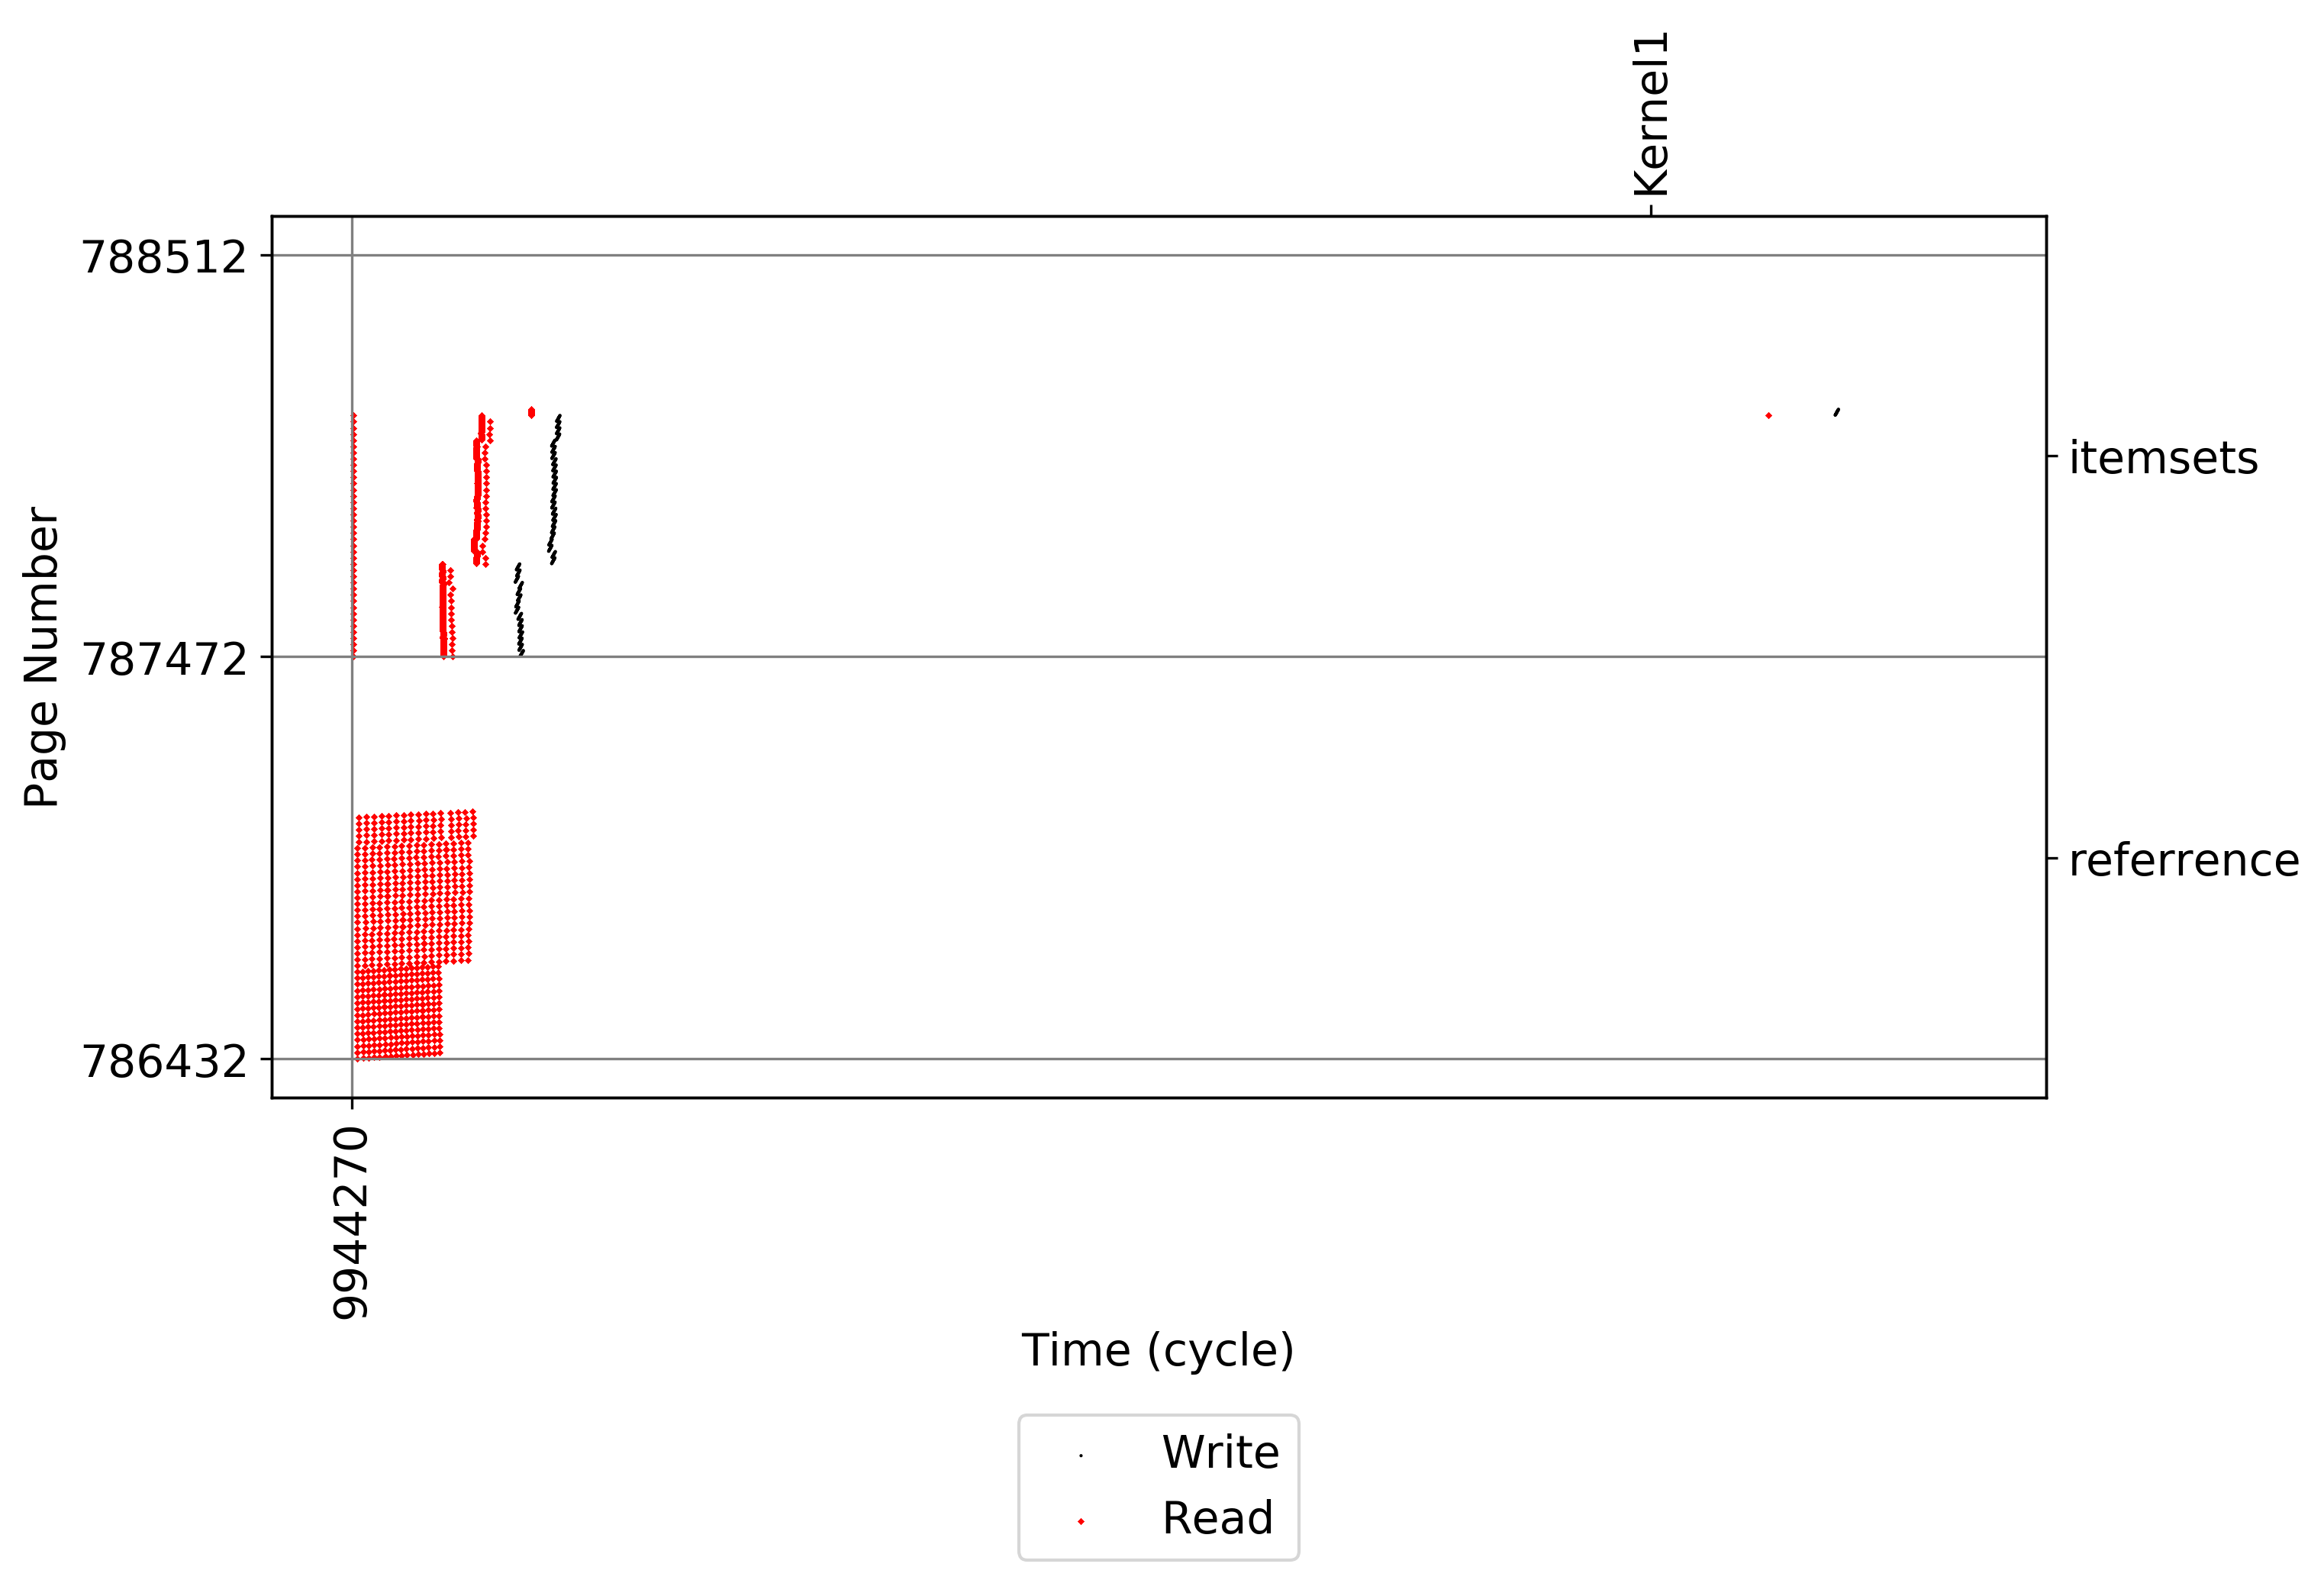 Kernel1
788512
787472
786432
Page Number
itemsets
referrence
9944270
Time (cycle)
Write
Read